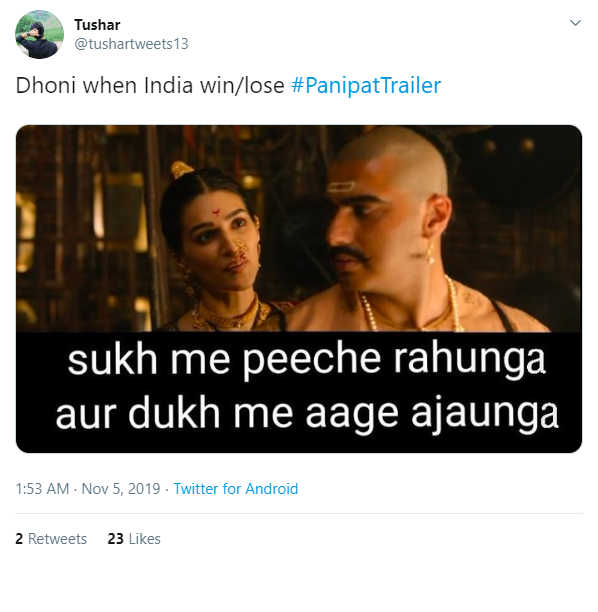 Tushar
@tushartweets13
Dhoni when India win/lose #PanipatTrailer
sukh me peeche rahunga
aur dukh me aage ajaunga
1:53 AM · Nov 5, 2019 · Twitter for Android
2 Retweets 23 Likes